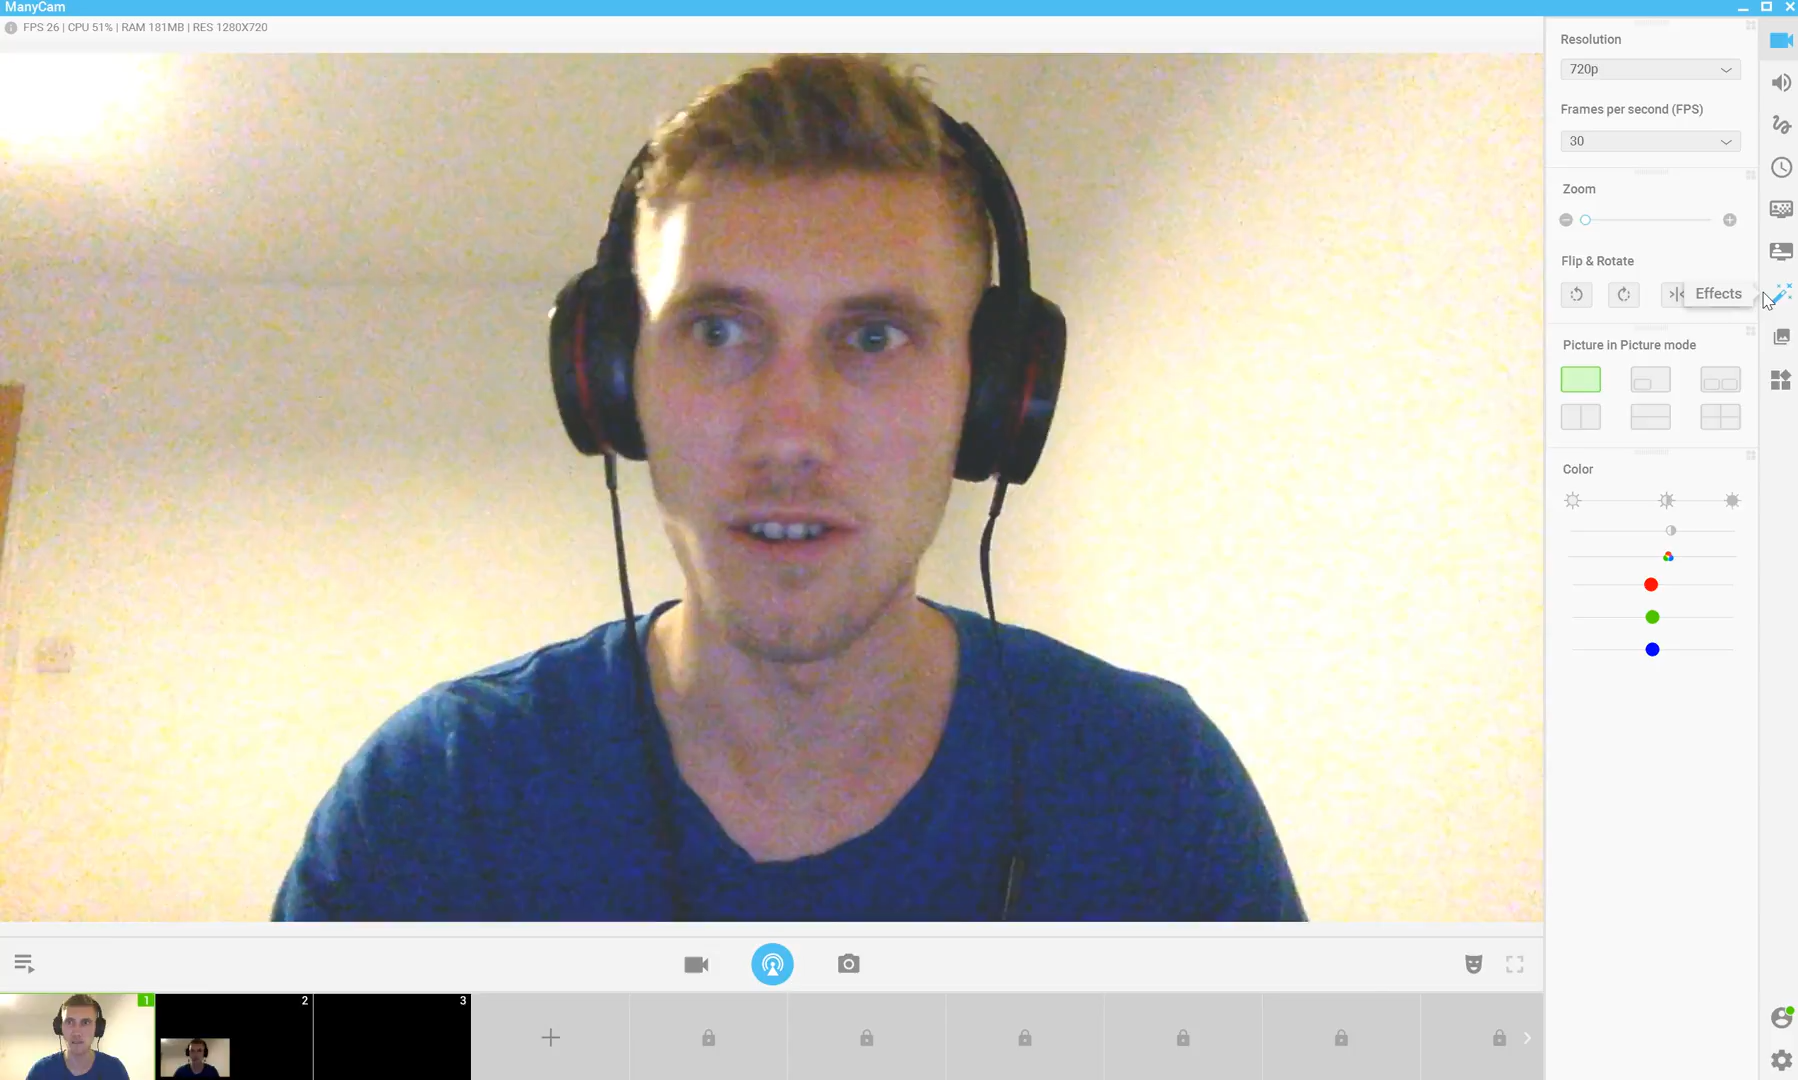 ManyCam
FPS 26 | CPU 51% | RAM 181MB | RES 1280X720
Resolution
720p
Frames per second (FPS)
30
Zoom
Flip & Rotate
Effects
Picture in Picture mode
Color
1
2
3